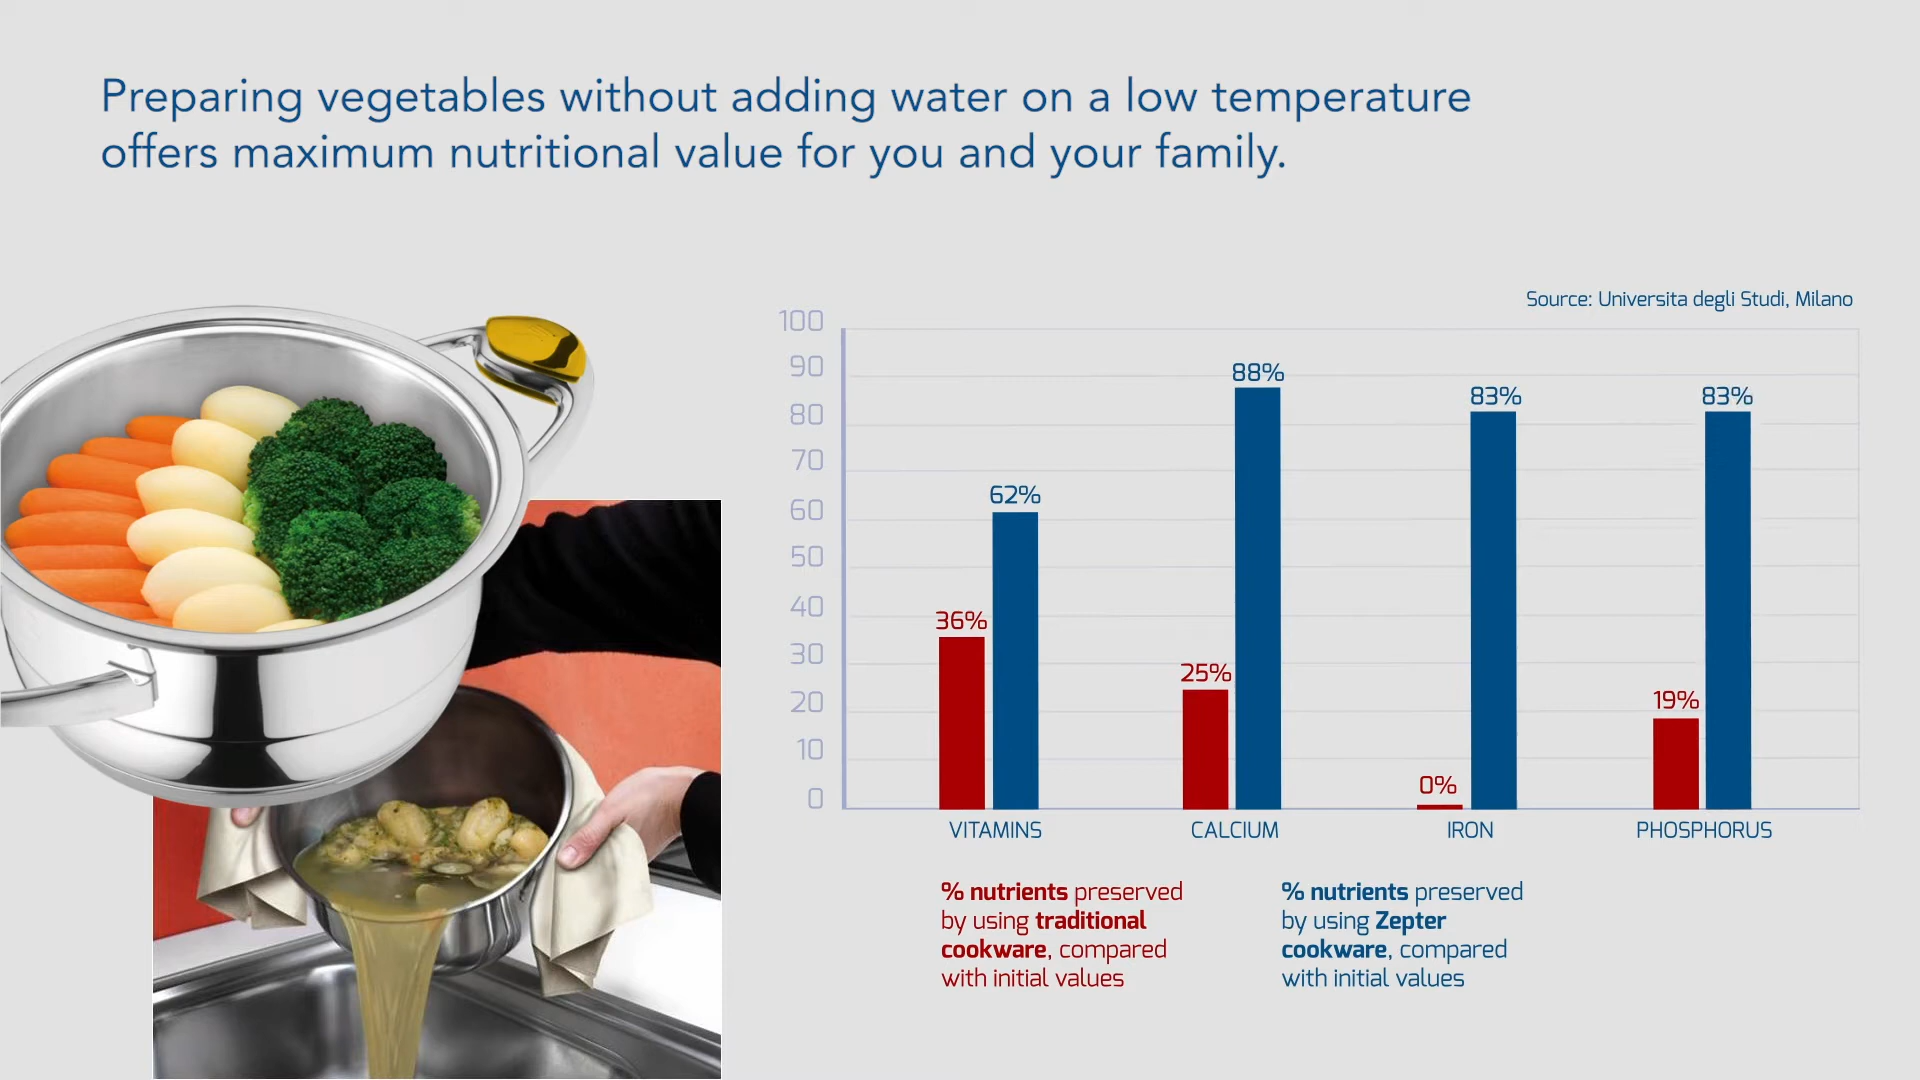 Preparing vegetables without adding water on a low temperature
offers maximum nutritional value for you and your family.
Source: Universita degli Studi, Milano
100
90
80
70
60
50
40
30
20
10
0
36%
62%
25%
88%
0%
83%
19%
83%
VITAMINS
CALCIUM
IRON
PHOSPHORUS
% nutrients preserved
by using traditional
cookware, compared
with initial values
% nutrients preserved
by using Zepter
cookware, compared
with initial values